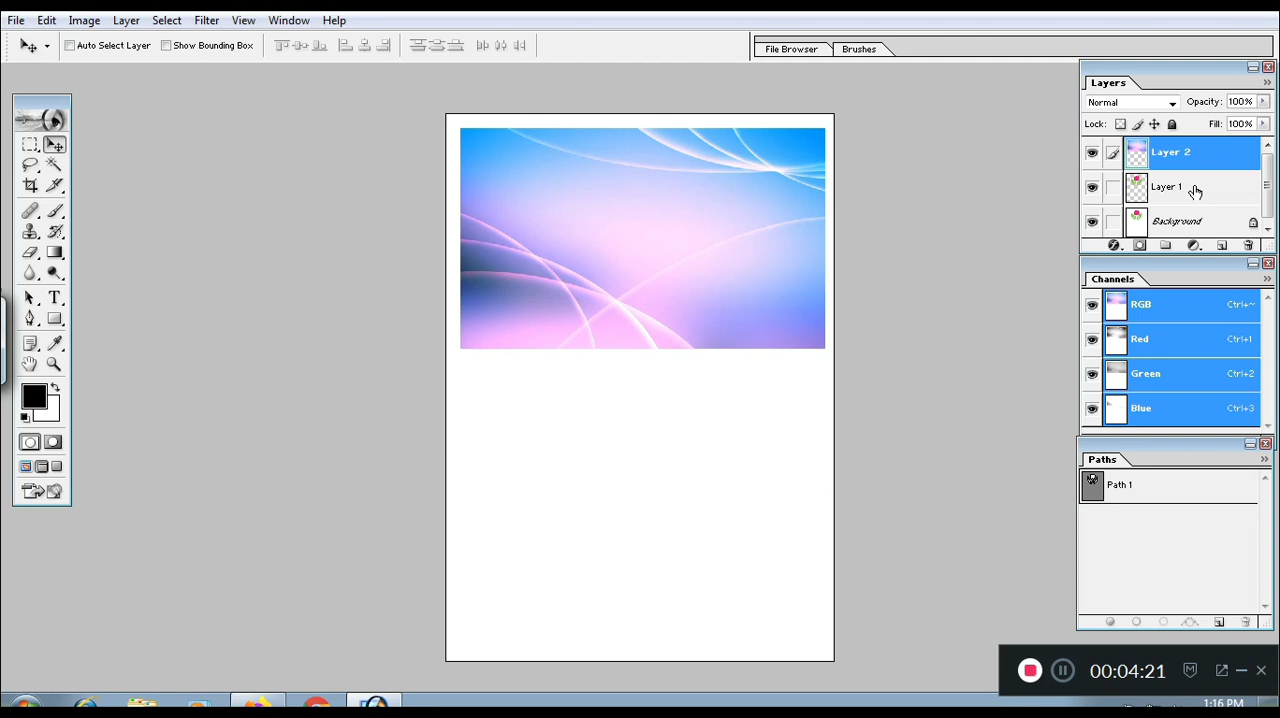 File Edit Image Layer Select Filter View Window Help
Auto Select Layer Show Bounding Box File Browser Brushes
Layers
Normal Opacity: 100%
Lock: Fill: 100%
Layer 2
Layer 1
Background
Channels
RGB Ctrl+~
Red Ctrl+1
Green Ctrl+2
Blue Ctrl+3
Paths
Path 1
00:04:21
1:16 PM